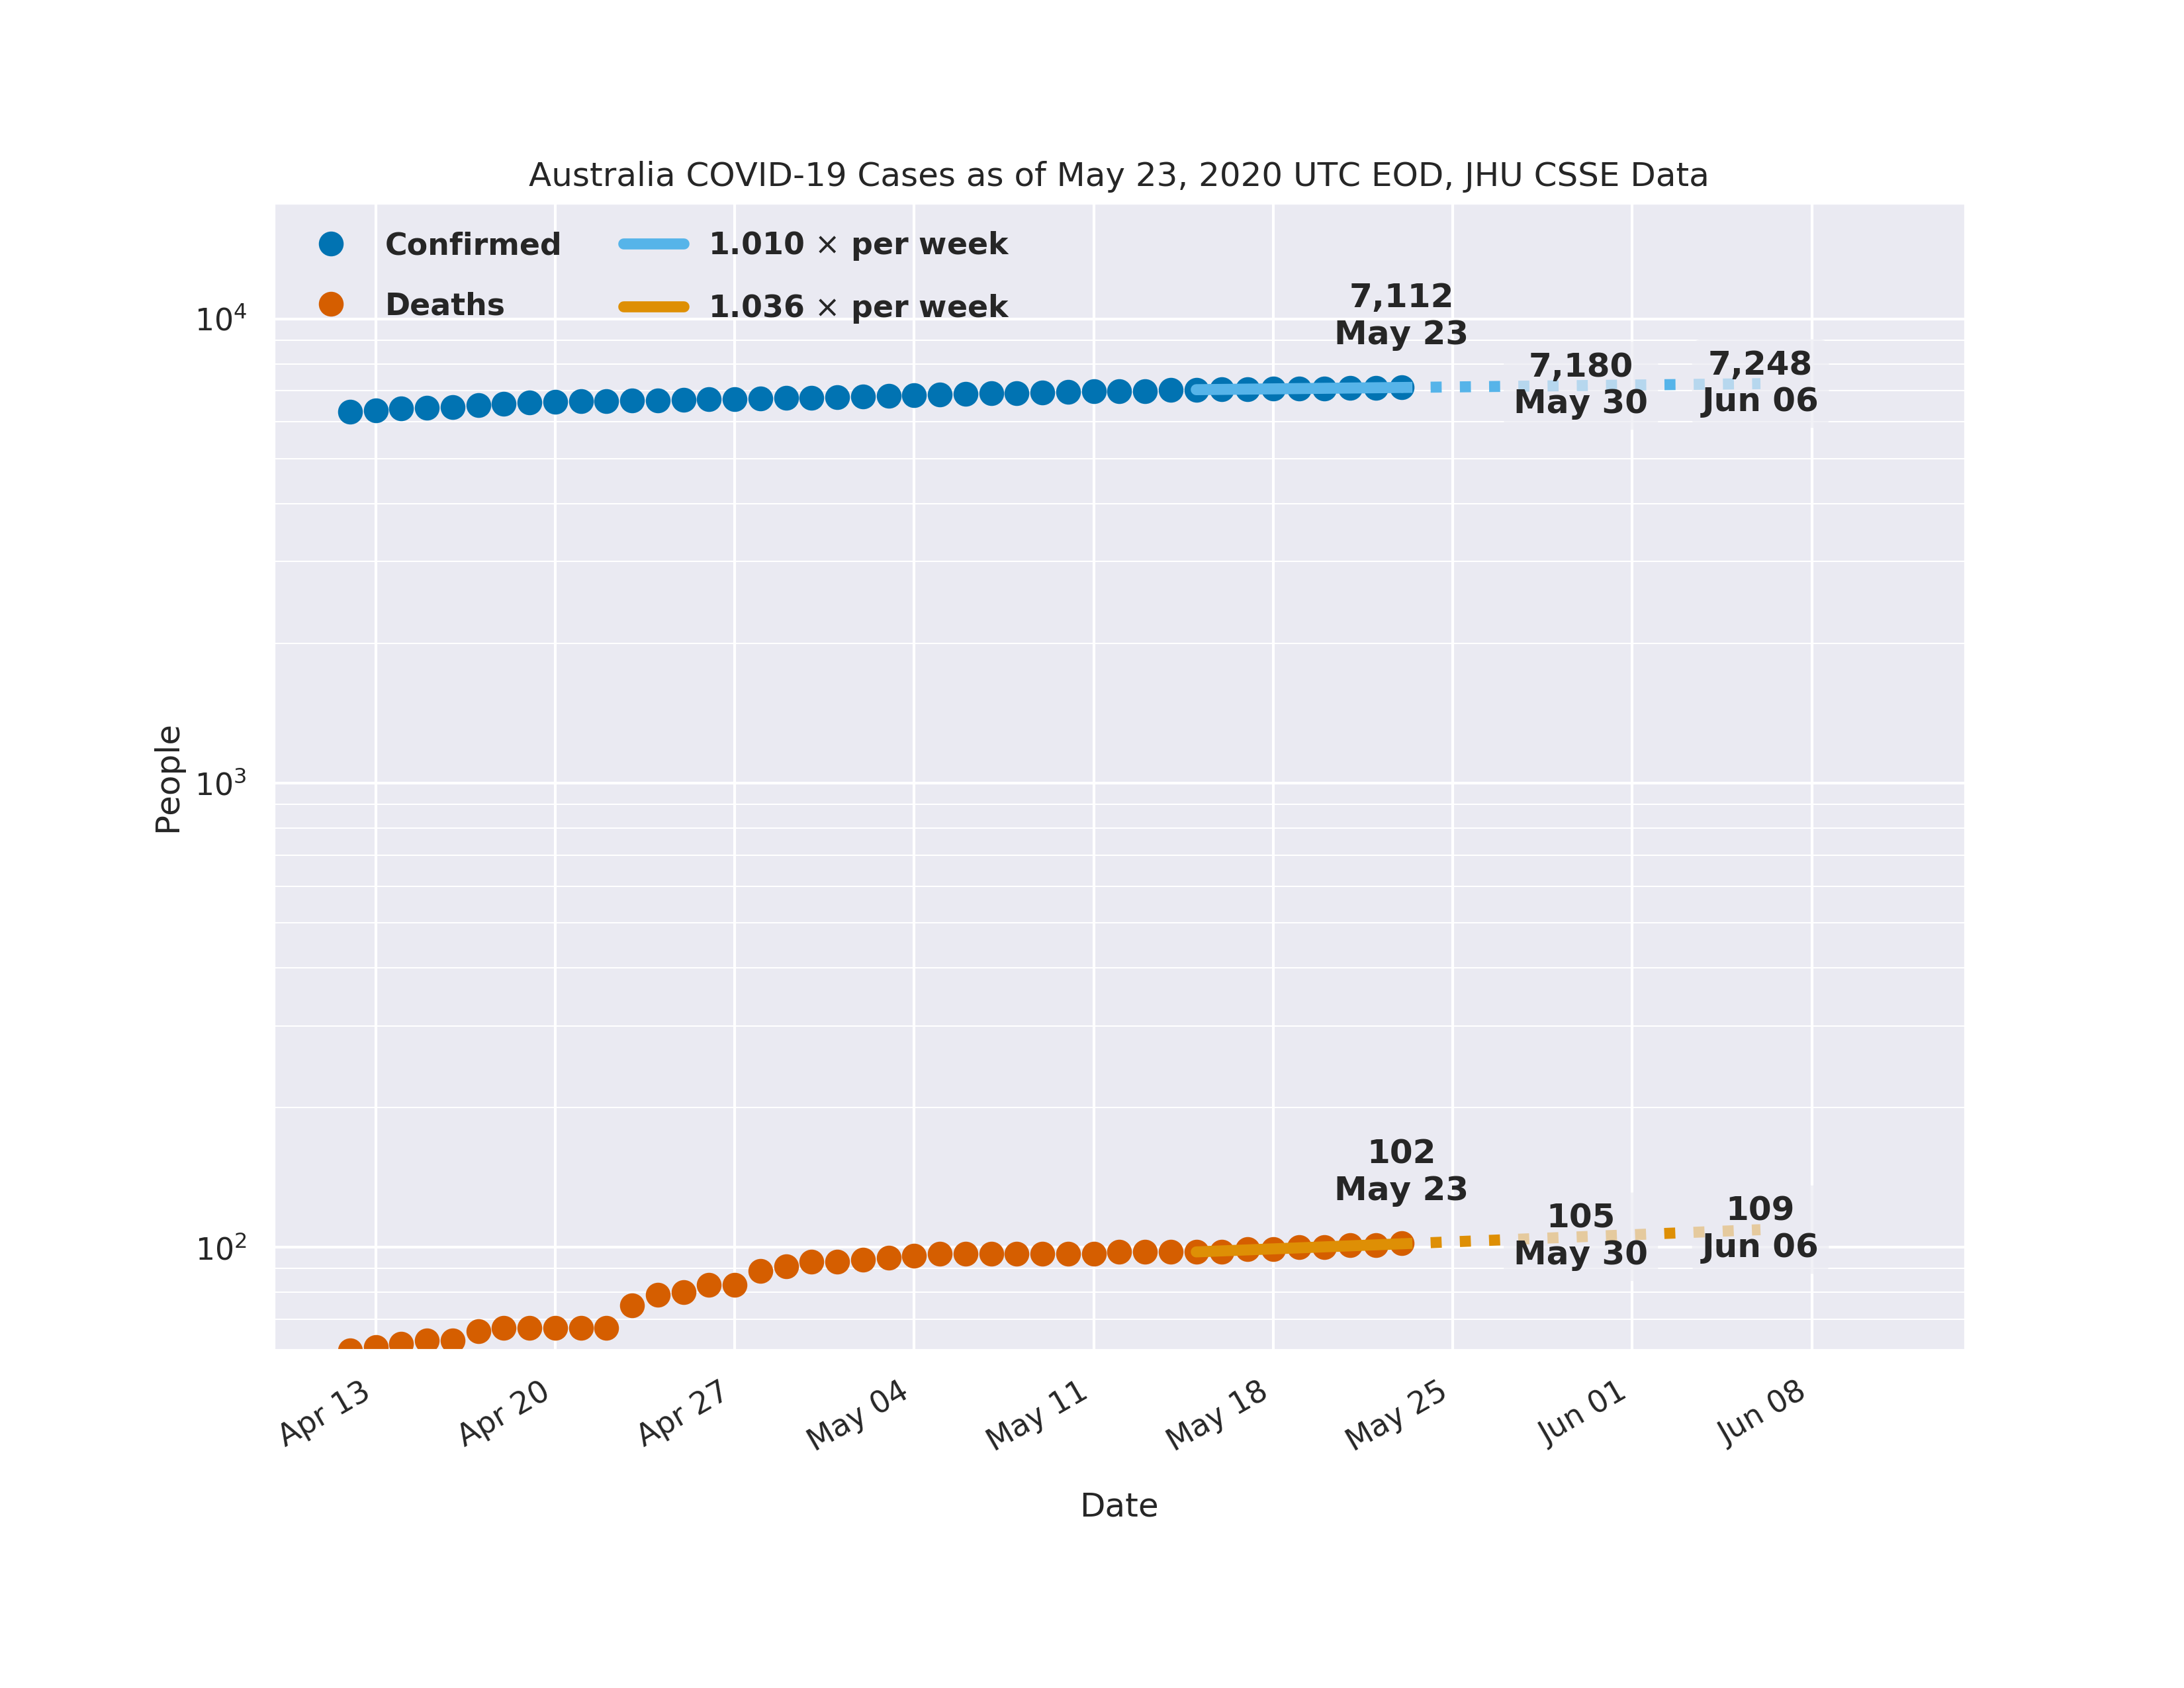 Australia COVID-19 Cases as of May 23, 2020 UTC EOD, JHU CSSE Data
Confirmed
Deaths
1.010 × per week
1.036 × per week
7,112
May 23
7,180
May 30
7,248
Jun 06
102
May 23
105
May 30
109
Jun 06
People
10⁴
10³
10²
Apr 13
Apr 20
Apr 27
May 04
May 11
May 18
May 25
Jun 01
Jun 08
Date